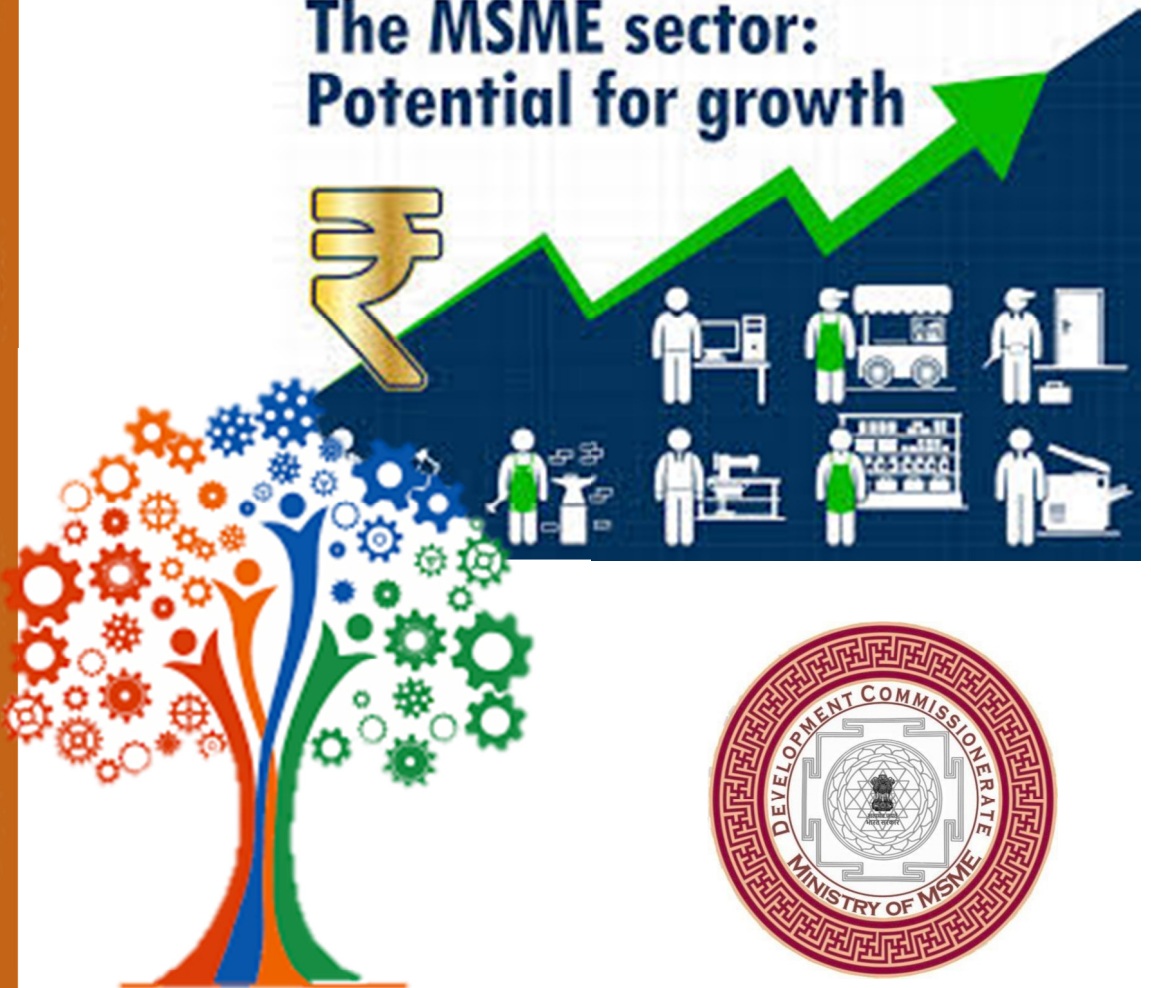 The MSME sector:
Potential for growth
₹
DEVELOPMENT COMMISSIONERATE
MINISTRY OF MSME